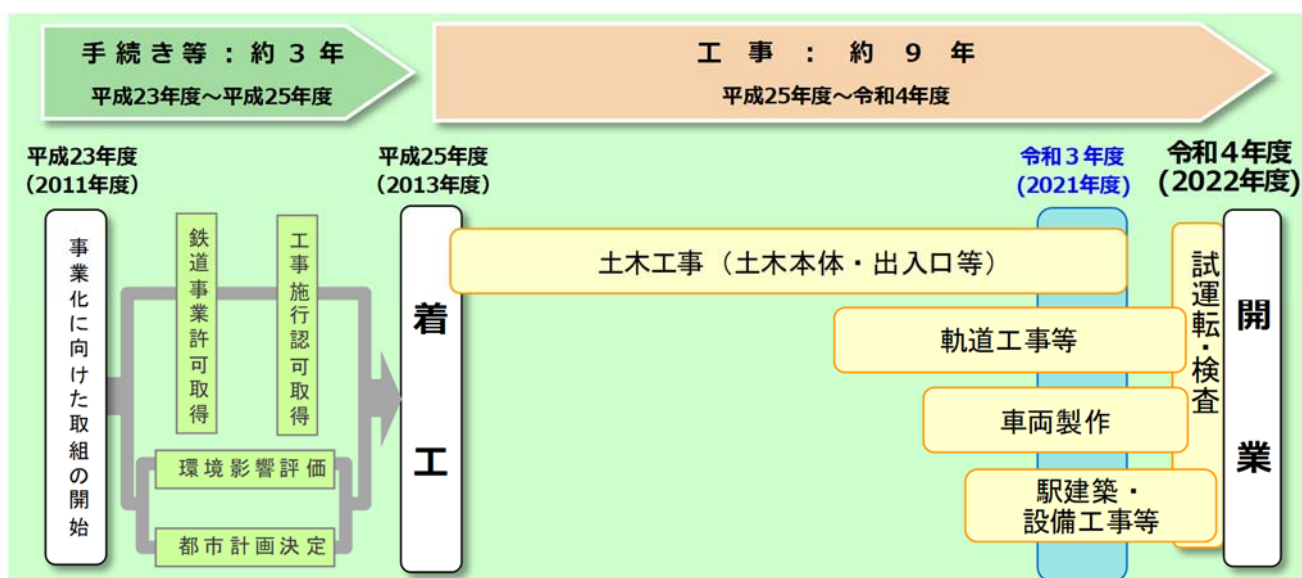 手続き等：約３年
平成23年度～平成25年度
工事：約９年
平成25年度～令和4年度
平成23年度
（2011年度）
平成25年度
（2013年度）
令和３年度
(2021年度)
令和４年度
(2022年度)
事業化に向けた取組の開始
鉄道事業許可取得
工事施行認可取得
環境影響評価
都市計画決定
着工
土木工事（土木本体・出入口等）
軌道工事等
車両製作
駅建築・
設備工事等
試運転・検査
開業